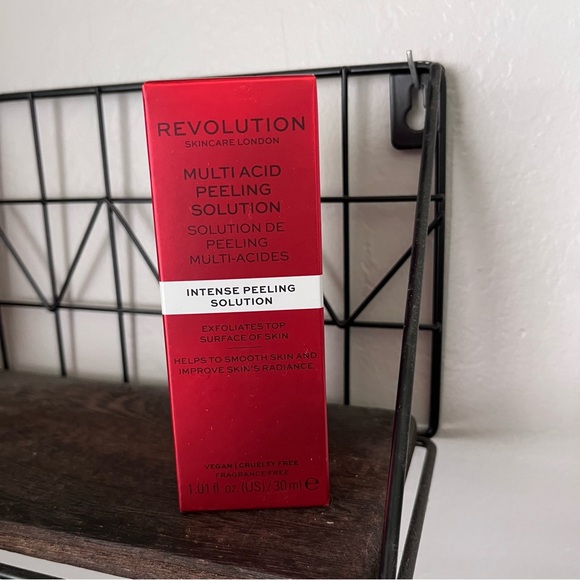 REVOLUTION
SKINCARE LONDON
MULTI ACID
PEELING
SOLUTION
SOLUTION DE
PEELING
MULTI-ACIDES
INTENSE PEELING
SOLUTION
EXFOLIATES TOP
SURFACE OF SKIN
HELPS TO SMOOTH SKIN AND
IMPROVE SKIN'S RADIANCE.
VEGAN | CRUELTY FREE
FRAGRANCE FREE
1.01 fl. oz. (US)/30ml ℮